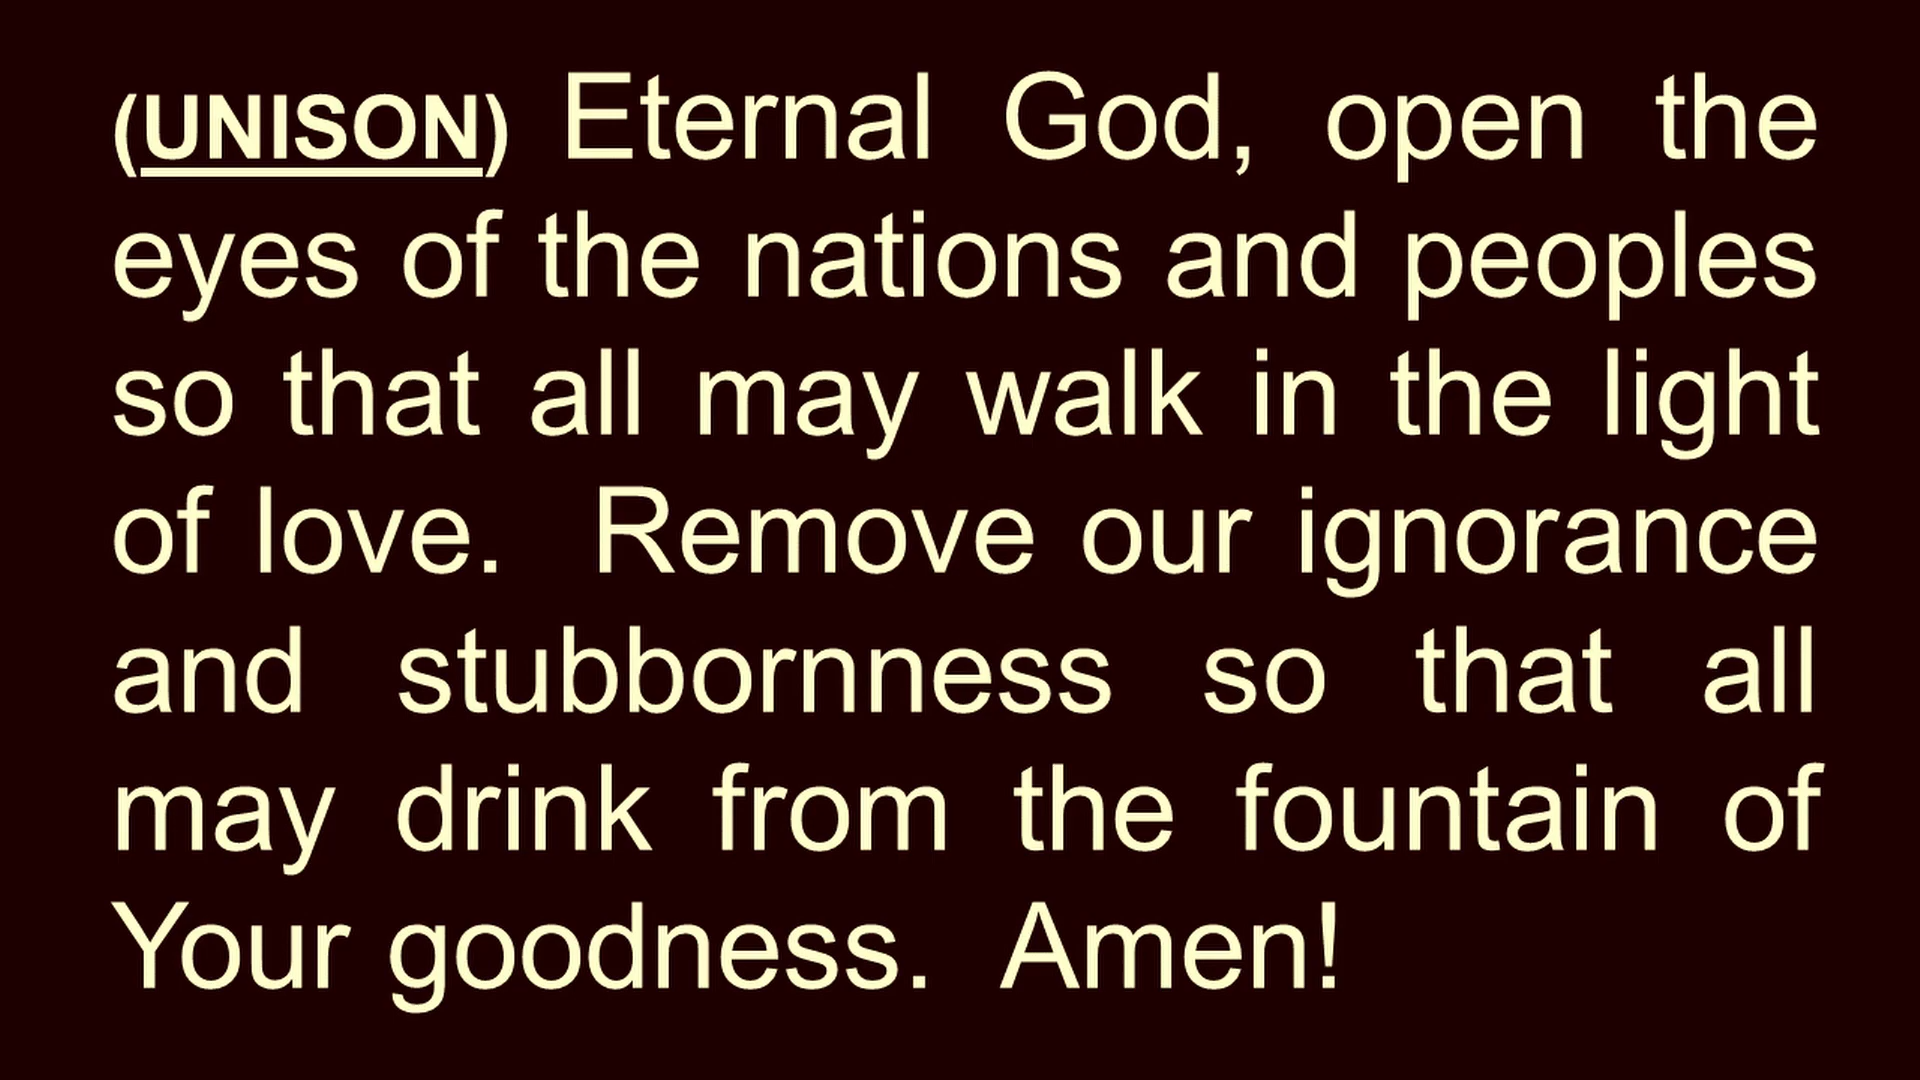 (UNISON) Eternal God, open the
eyes of the nations and peoples
so that all may walk in the light
of love.  Remove our ignorance
and stubbornness so that all
may drink from the fountain of
Your goodness.  Amen!